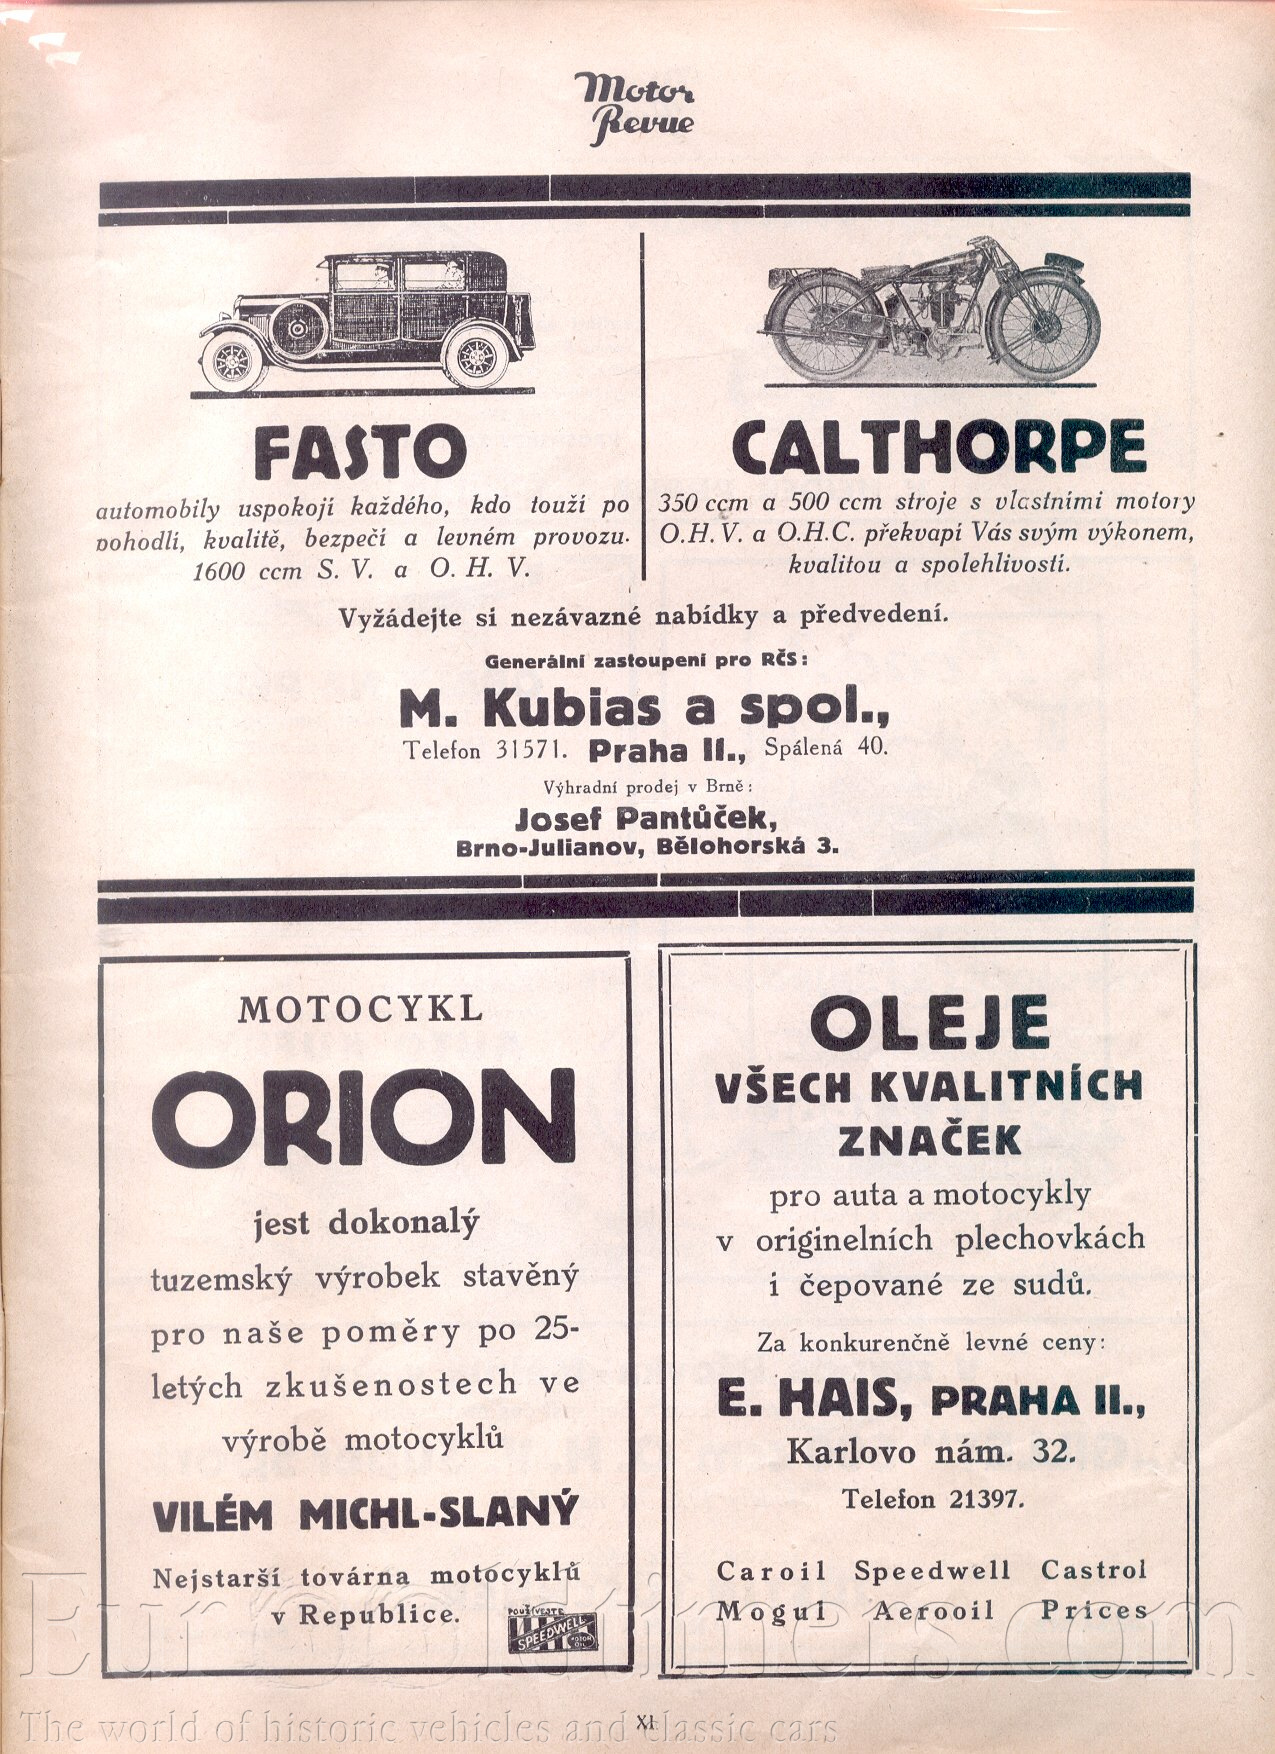 Motor
Revue
FASTO
automobily uspokojí každého, kdo touží po
pohodlí, kvalitě, bezpečí a levném provozu.
1600 ccm S. V. a O. H. V.
CALTHORPE
350 ccm a 500 ccm stroje s vlastními motory
O. H. V. a O.H.C. překvapí Vás svým výkonem,
kvalitou a spolehlivostí.
Vyžádejte si nezávazné nabídky a předvedení.
Generální zastoupení pro RČS:
M. Kubias a spol.,
Telefon 31571. Praha II., Spálená 40.
Výhradní prodej v Brně:
Josef Pantůček,
Brno-Julianov, Bělohorská 3.
MOTOCYKL
ORION
jest dokonalý
tuzemský výrobek stavěný
pro naše poměry po 25-
letých zkušenostech ve
výrobě motocyklů
VILÉM MICHL-SLANÝ
Nejstarší továrna motocyklů
v Republice.
POUŽÍVEJTE
SPEEDWELL
MOTOR
OIL
OLEJE
VŠECH KVALITNÍCH
ZNAČEK
pro auta a motocykly
v originelních plechovkách
i čepované ze sudů.
Za konkurenčně levné ceny:
E. HAIS, PRAHA II.,
Karlovo nám. 32.
Telefon 21397.
Caroil Speedwell Castrol
Mogul Aerooil Prices
XI
Eurooldtimers.com
The world of historic vehicles and classic cars